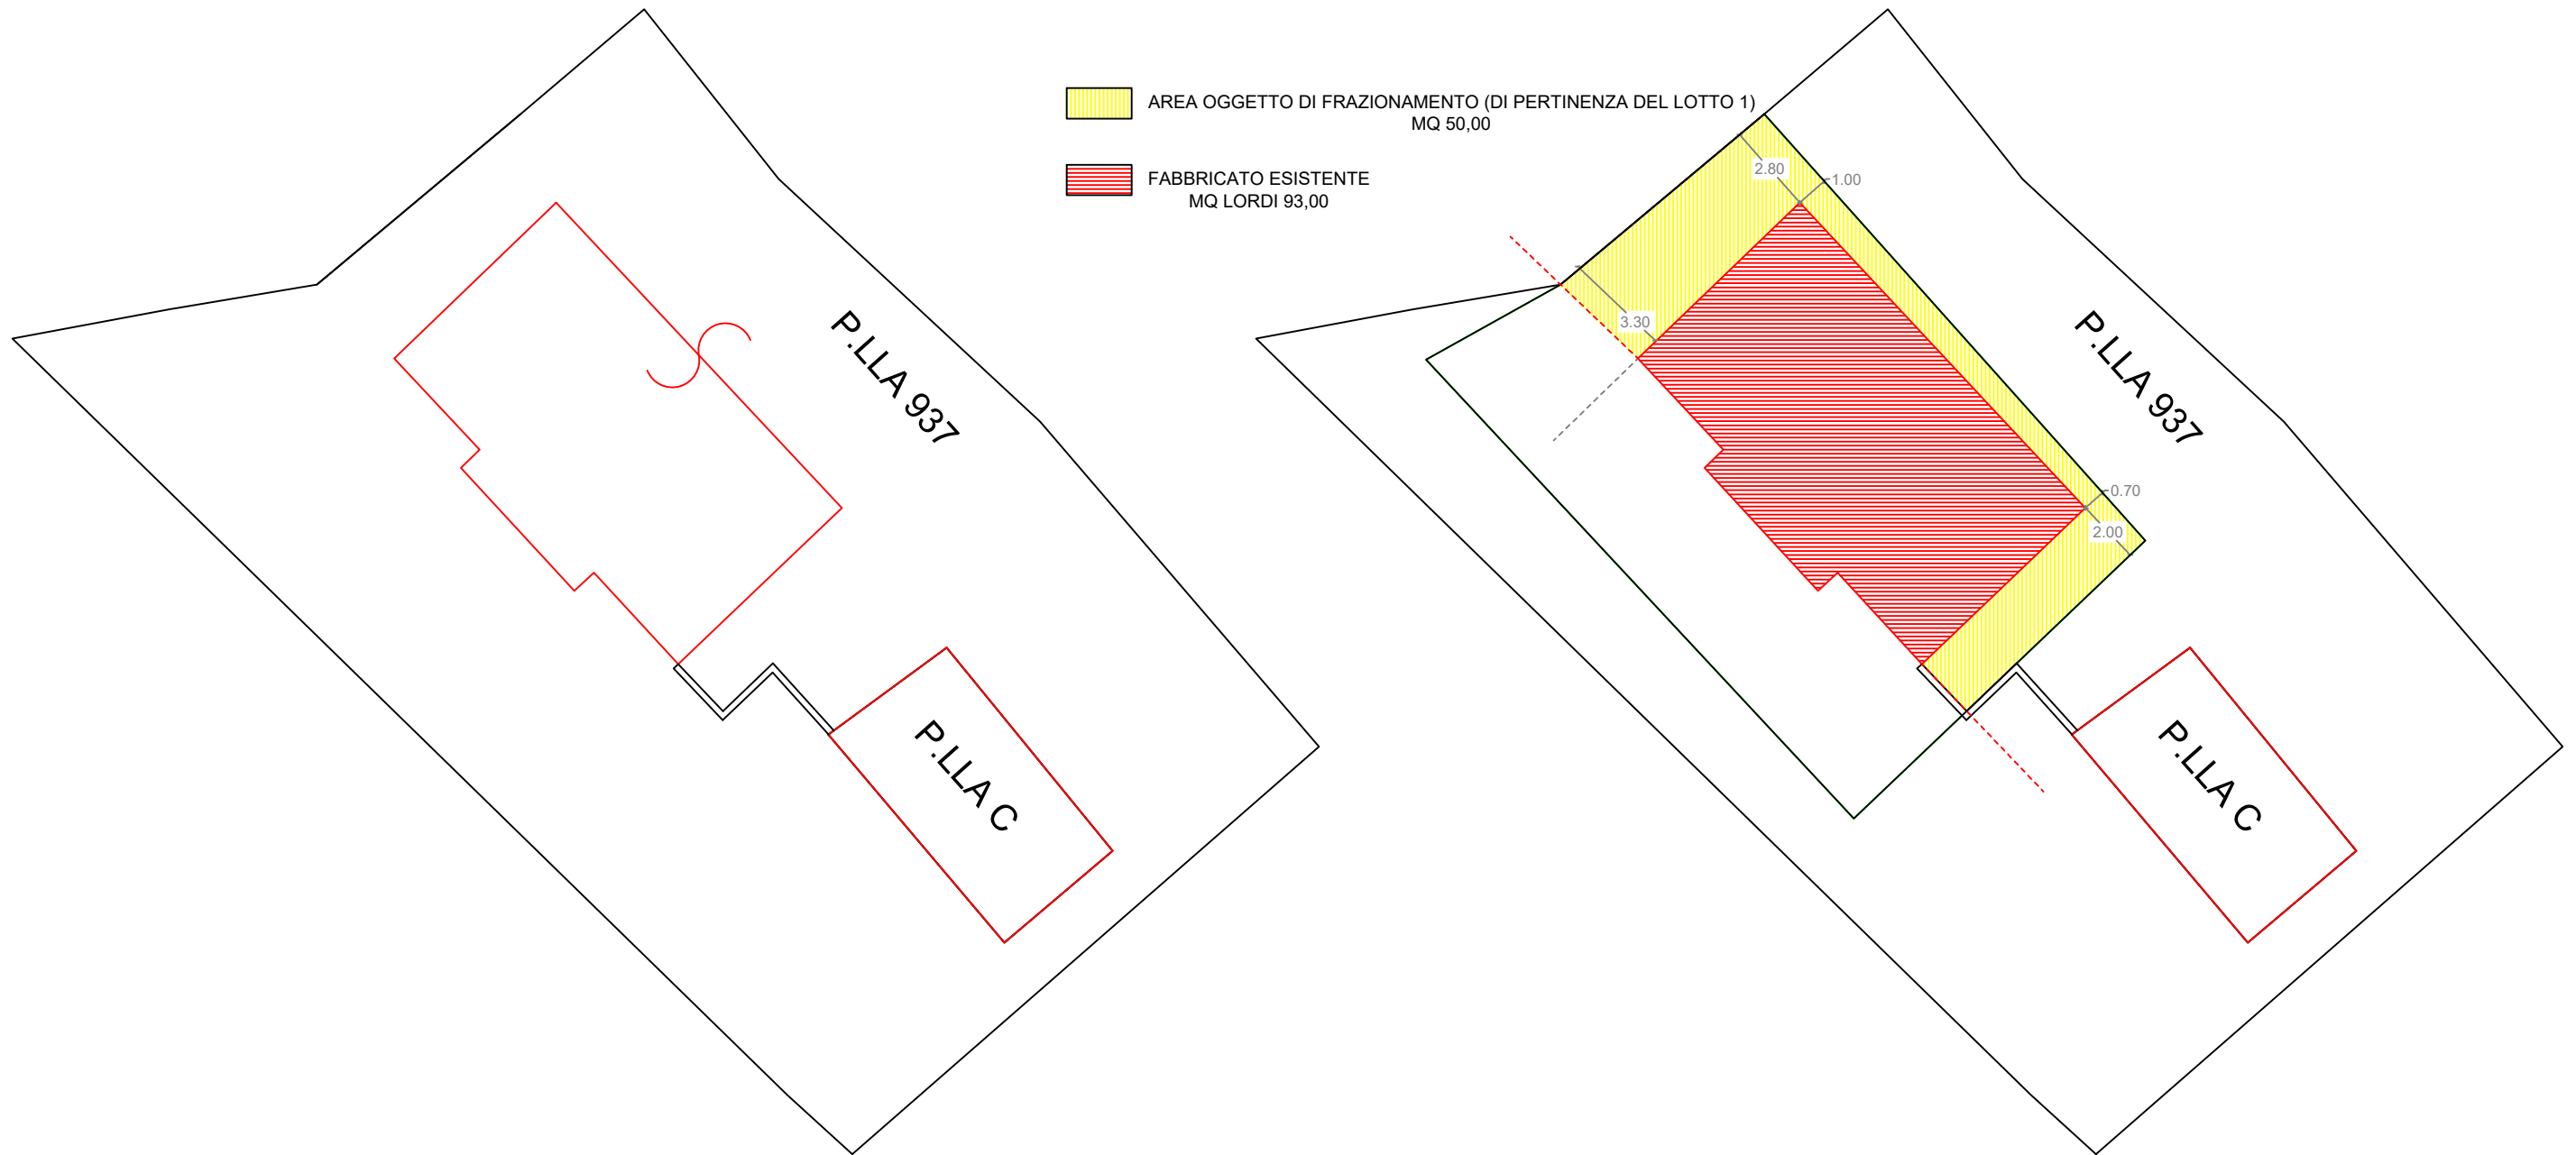 AREA OGGETTO DI FRAZIONAMENTO (DI PERTINENZA DEL LOTTO 1)
MQ 50,00
FABBRICATO ESISTENTE
MQ LORDI 93,00
P.LLA 937
P.LLA C
2.80
1.00
3.30
P.LLA 937
0.70
2.00
P.LLA C